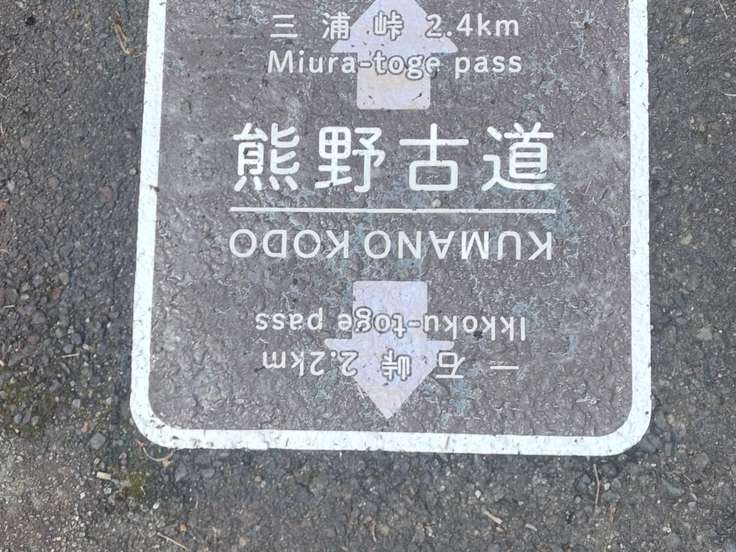 三浦峠 2.4km
Miura-toge pass
熊野古道
KUMANO KODO
Ikkoku-toge pass
一石峠 2.2km